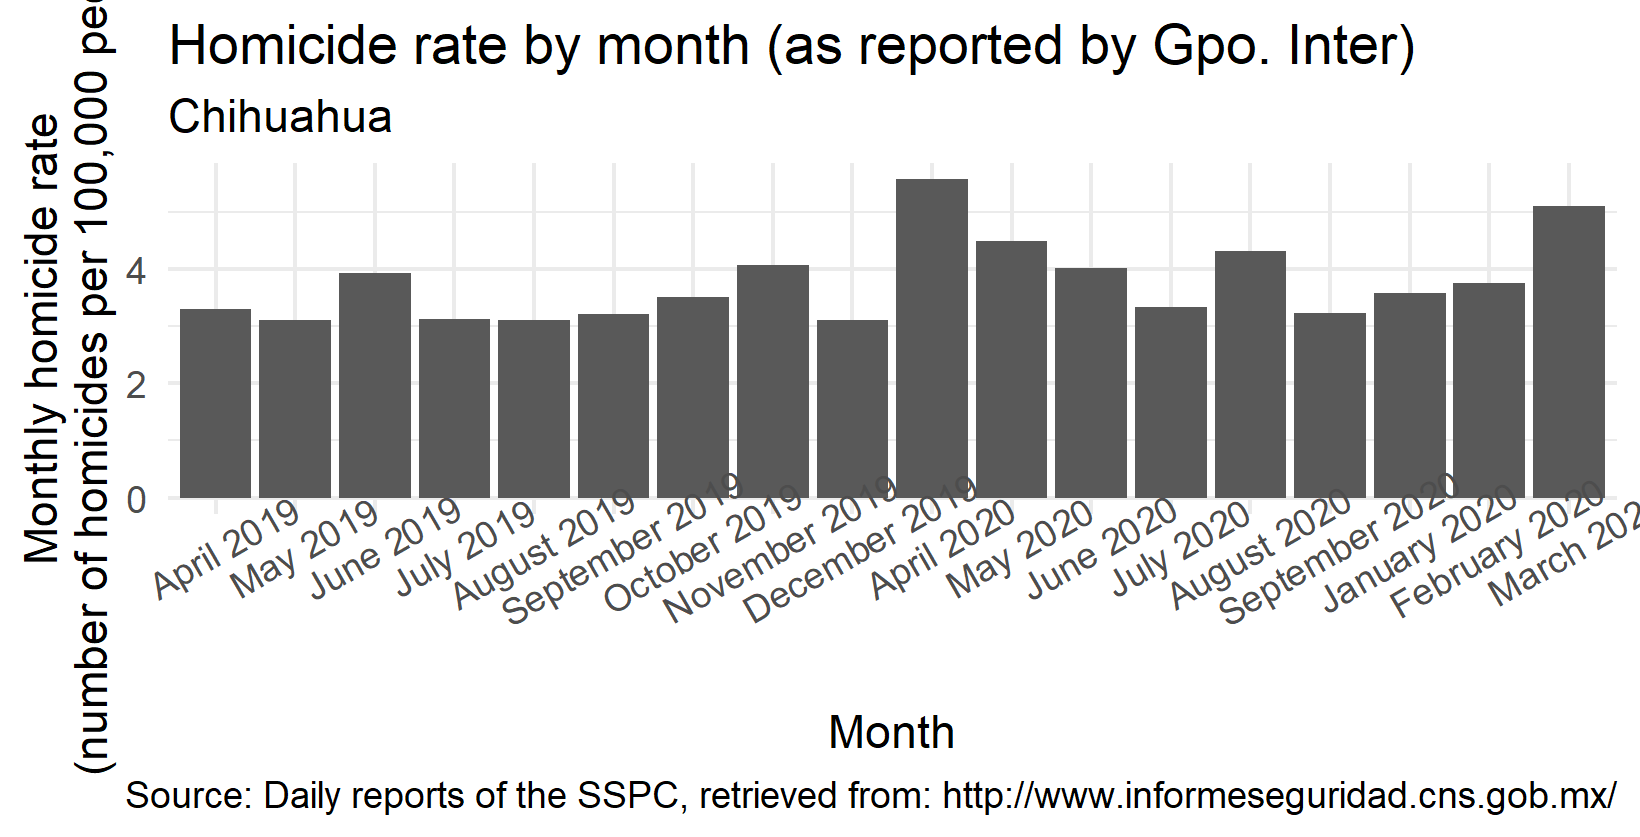 Homicide rate by month (as reported by Gpo. Inter)
Chihuahua
Monthly homicide rate
(number of homicides per 100,000
4
2
0
April 2019
May 2019
June 2019
July 2019
August 2019
September 2019
October 2019
November 2019
December 2019
April 2020
May 2020
June 2020
July 2020
August 2020
September 2020
January 2020
February 2020
March
Month
Source: Daily reports of the SSPC, retrieved from: http://www.informeseguridad.cns.gob.mx/